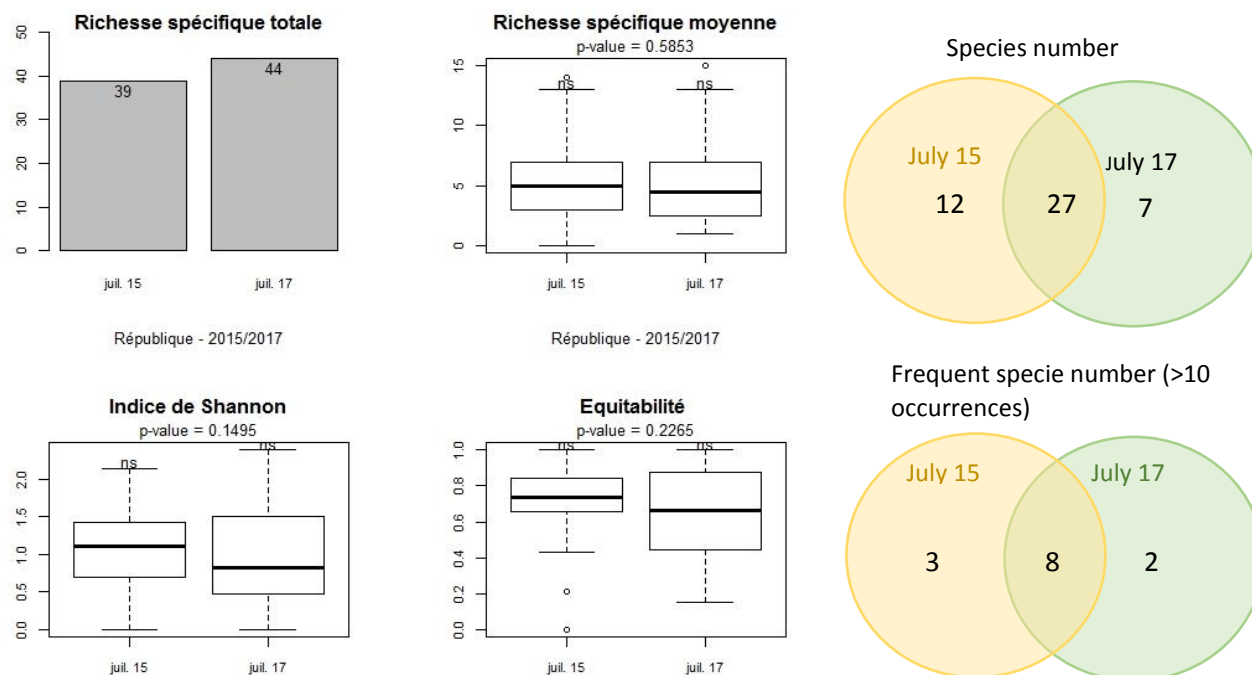 Richesse spécifique totale
50
40
30
20
10
0
39
44
juil. 15
juil. 17
République - 2015/2017
Richesse spécifique moyenne
p-value = 0.5853
15
10
5
0
ns
ns
juil. 15
juil. 17
République - 2015/2017
Species number
July 15
July 17
12
27
7
Indice de Shannon
p-value = 0.1495
2.0
1.5
1.0
0.5
0.0
ns
ns
juil. 15
juil. 17
Equitabilité
p-value = 0.2265
1.0
0.8
0.6
0.4
0.2
0.0
ns
ns
juil. 15
juil. 17
Frequent specie number (>10
occurrences)
July 15
July 17
3
8
2